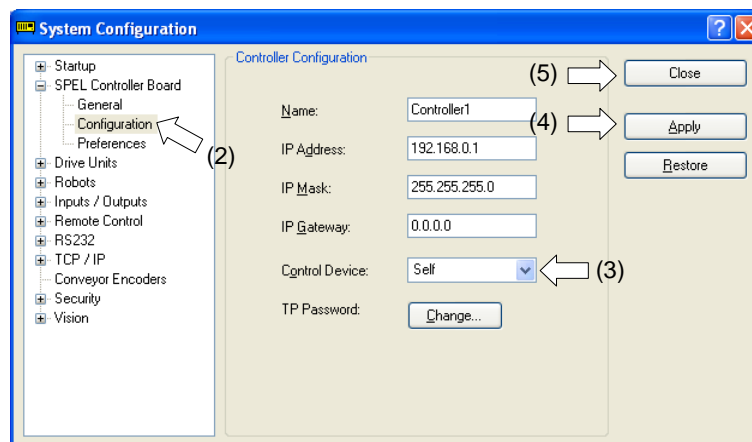 System Configuration
Startup
SPEL Controller Board
General
Configuration
Preferences
Drive Units
Robots
Inputs / Outputs
Remote Control
RS232
TCP / IP
Conveyor Encoders
Security
Vision
(2)
Controller Configuration
Name: Controller1
IP Address: 192.168.0.1
IP Mask: 255.255.255.0
IP Gateway: 0.0.0.0
Control Device: Self
(3)
TP Password: Change...
(5) Close
(4) Apply
Restore